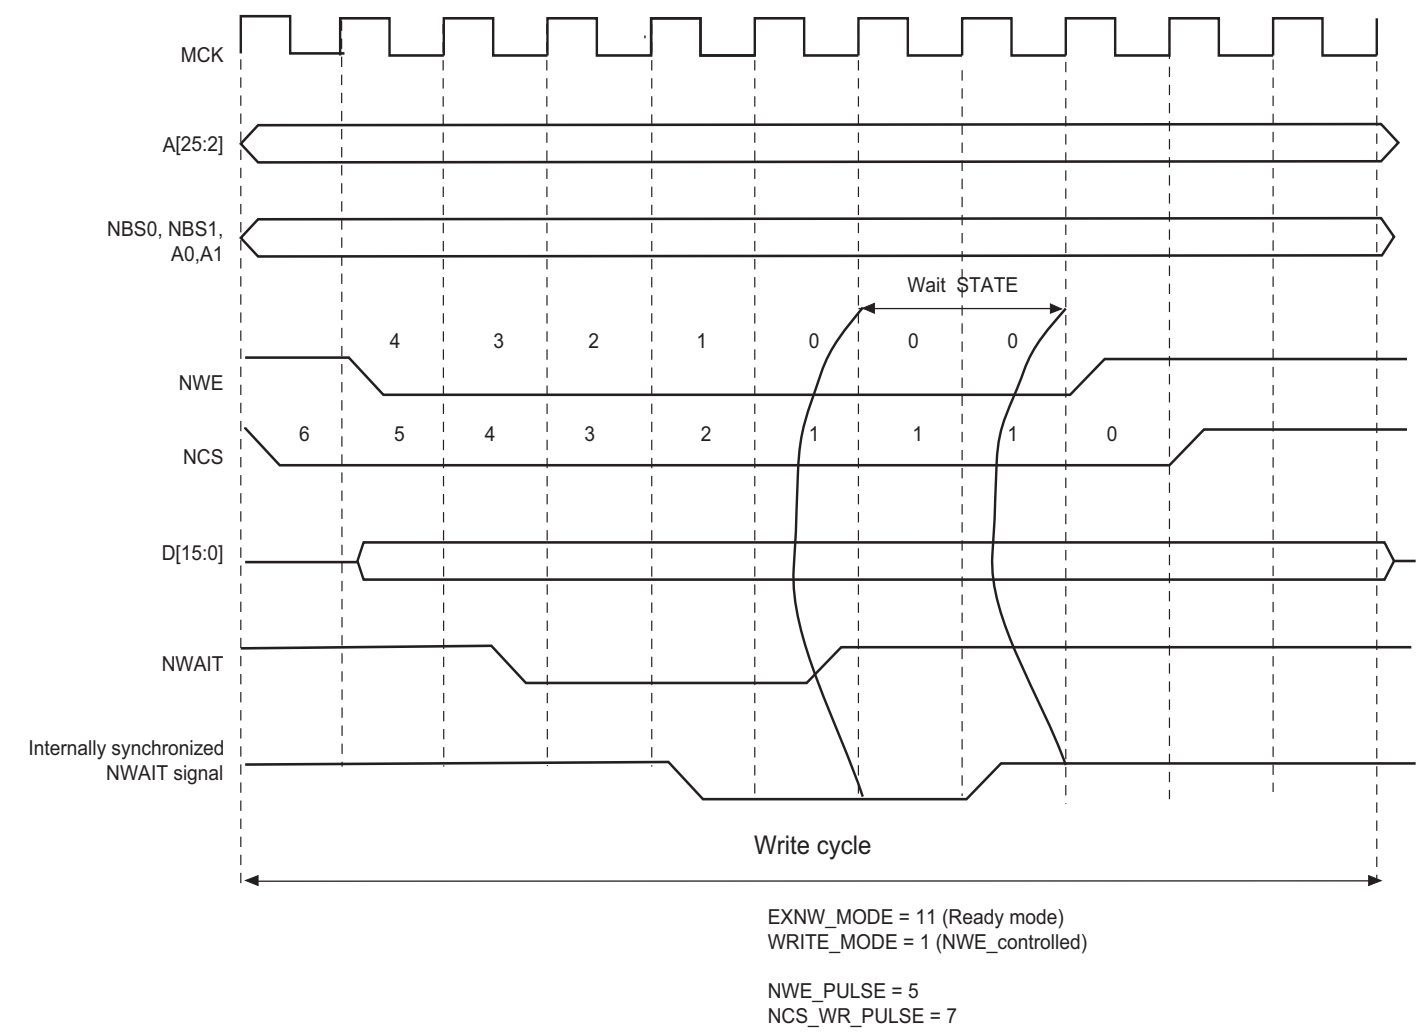 MCK
A[25:2]
NBS0, NBS1,
A0,A1
Wait STATE
4 3 2 1 0 0 0
NWE
6 5 4 3 2 1 1 1 0
NCS
D[15:0]
NWAIT
Internally synchronized
NWAIT signal
Write cycle
EXNW_MODE = 11 (Ready mode)
WRITE_MODE = 1 (NWE_controlled)
NWE_PULSE = 5
NCS_WR_PULSE = 7